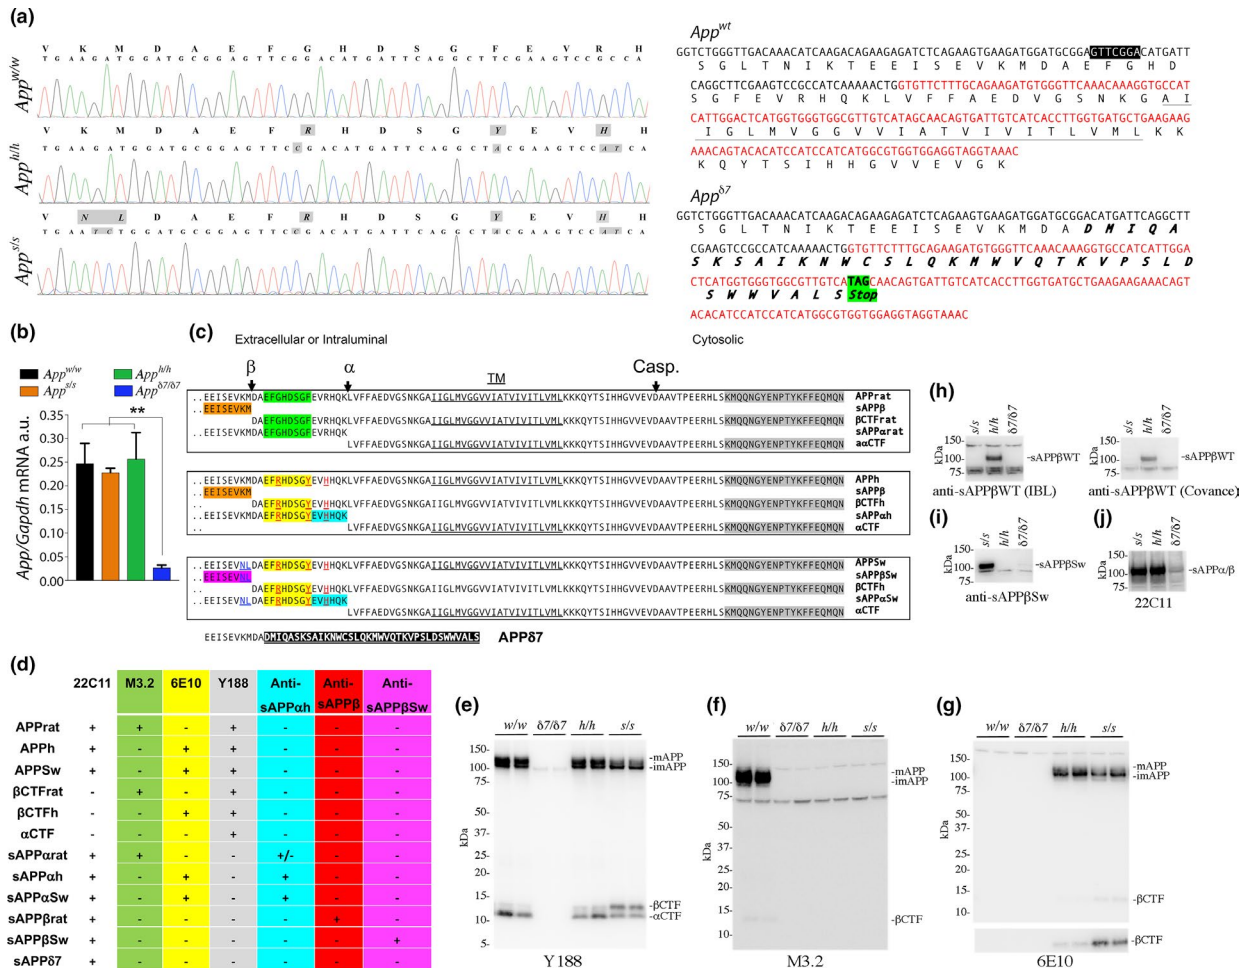 (a)
V K M D A E F G H D S G F E V R H
T G A A G A T G G A T G C G G A G T T C G G A C A T G A T T C A G G C T T C G A A G T C C G C C A
App w/w
V K M D A E F R H D S G Y E V H H
T G A A G A T G G A T G C G G A G T T C C G A C A T G A T T C A G G C T A C G A A G T C C A T C A
App h/h
V N L D A E F R H D S G Y E V H H
T G A A T C T G G A T G C G G A G T T C C G A C A T G A T T C A G G C T A C G A A G T C C A T C A
App s/s
App wt
GGTCTGGGTTGACAAACATCAAGACAGAAGAGATCTCAGAAGTGAAGATGGATGCGGAGTTCGGACATGATT
S G L T N I K T E E I S E V K M D A E F G H D
CAGGCTTCGAAGTCCGCCATCAAAAACTGGTGTTCTTTGCAGAAGATGTGGGTTCAAACAAAGGTGCCAT
S G F E V R H Q K L V F F A E D V G S N K G A I
CATTGGACTCATGGTGGGTGGCGTTGTCATAGCAACAGTGATTGTCATCACCTTGGTGATGCTGAAGAAG
I G L M V G G V V I A T V I V I T L V M L K K
AAACAGTACACATCCATCCATCATGGCGTGGTGGAGGTAGGTAAAC
K Q Y T S I H H G V V E V G K
App δ7
GGTCTGGGTTGACAAACATCAAGACAGAAGAGATCTCAGAAGTGAAGATGGATGCGGACATGATTCAGGCTT
S G L T N I K T E E I S E V K M D A D M I Q A
CGAAGTCCGCCATCAAAAACTGGTGTTCTTTGCAGAAGATGTGGGTTCAAACAAAGGTGCCATCATTGGA
S K S A I K N W C S L Q K M W V Q T K V P S L D
CTCATGGTGGGTGGCGTTGTCATAGCAACAGTGATTGTCATCACCTTGGTGATGCTGAAGAAGAAACAGT
S W W V A L S Stop
ACACATCCATCCATCATGGCGTGGTGGAGGTAGGTAAAC
(b)
App w/w
App h/h
App s/s
App δ7/δ7
**
App/Gapdh mRNA a.u.
0.35
0.30
0.25
0.20
0.15
0.10
0.05
0.00
(c)
Extracellular or Intraluminal
Cytosolic
β
α
TM
Casp.
..EEISEVKMDAEFGHDSGFEVRHQKLVFFAEDVGSNKGAIIGLMVGGVVIATVIVITLVMLKKKQYTSIHHGVVEVDAAVTPEERHLSKMQQNGYENPTYKFFEQMQN APPrat
..EEISEVKM sAPPβ
.. DAEFGHDSGFEVRHQKLVFFAEDVGSNKGAIIGLMVGGVVIATVIVITLVMLKKKQYTSIHHGVVEVDAAVTPEERHLSKMQQNGYENPTYKFFEQMQN βCTFrat
..EEISEVKMDAEFGHDSGFEVRHQK sAPPαrat
.. LVFFAEDVGSNKGAIIGLMVGGVVIATVIVITLVMLKKKQYTSIHHGVVEVDAAVTPEERHLSKMQQNGYENPTYKFFEQMQN aαCTF
..EEISEVKMDAEFRHDSGYEVHHQKLVFFAEDVGSNKGAIIGLMVGGVVIATVIVITLVMLKKKQYTSIHHGVVEVDAAVTPEERHLSKMQQNGYENPTYKFFEQMQN APPh
..EEISEVKM sAPPβ
.. DAEFRHDSGYEVHHQKLVFFAEDVGSNKGAIIGLMVGGVVIATVIVITLVMLKKKQYTSIHHGVVEVDAAVTPEERHLSKMQQNGYENPTYKFFEQMQN βCTFh
..EEISEVKMDAEFRHDSGYEVHHQK sAPPαh
.. LVFFAEDVGSNKGAIIGLMVGGVVIATVIVITLVMLKKKQYTSIHHGVVEVDAAVTPEERHLSKMQQNGYENPTYKFFEQMQN αCTF
..EEISEVNLDAEFRHDSGYEVHHQKLVFFAEDVGSNKGAIIGLMVGGVVIATVIVITLVMLKKKQYTSIHHGVVEVDAAVTPEERHLSKMQQNGYENPTYKFFEQMQN APPSw
..EEISEVNL sAPPβSw
.. DAEFRHDSGYEVHHQKLVFFAEDVGSNKGAIIGLMVGGVVIATVIVITLVMLKKKQYTSIHHGVVEVDAAVTPEERHLSKMQQNGYENPTYKFFEQMQN βCTFh
..EEISEVNLDAEFRHDSGYEVHHQK sAPPαSw
.. LVFFAEDVGSNKGAIIGLMVGGVVIATVIVITLVMLKKKQYTSIHHGVVEVDAAVTPEERHLSKMQQNGYENPTYKFFEQMQN αCTF
EEISEVKMDADMIQASKSAIKNWCSLQKMWVQTKVPSLDSWWVALS APPδ7
(h)
s/s h/h δ7/δ7
kDa
150-
100-
75-
-sAPPβWT
anti-sAPPβWT (IBL)
s/s h/h δ7/δ7
kDa
150-
100-
75-
-sAPPβWT
anti-sAPPβWT (Covance)
(i)
s/s h/h δ7/δ7
kDa
150-
100-
75-
-sAPPβSw
anti-sAPPβSw
(j)
s/s h/h δ7/δ7
kDa
150-
100-
75-
-sAPPα/β
22C11
(d)
22C11 M3.2 6E10 Y188 Anti-sAPPαh Anti-sAPPβ Anti-sAPPβSw
APPrat + + - + - - -
APPh + - + + - - -
APPSw + - + + - - -
βCTFrat - + - + - - -
βCTFh - - + + - - -
αCTF - - - + - - -
sAPPαrat + + - - +/- - -
sAPPαh + - + - + - -
sAPPαSw + - + - + - -
sAPPβrat + - - - - + -
sAPPβSw + - - - - - +
sAPPδ7 + - - - - - -
(e)
w/w δ7/δ7 h/h s/s
kDa
150-
100-
75-
50-
37-
25-
20-
15-
10-
5-
-mAPP
-imAPP
-βCTF
-αCTF
Y188
(f)
w/w δ7/δ7 h/h s/s
kDa
150-
100-
75-
50-
37-
25-
20-
15-
10-
-mAPP
-imAPP
-βCTF
M3.2
(g)
w/w δ7/δ7 h/h s/s
kDa
150-
100-
75-
50-
37-
25-
20-
15-
10-
-mAPP
-imAPP
-βCTF
-βCTF
6E10